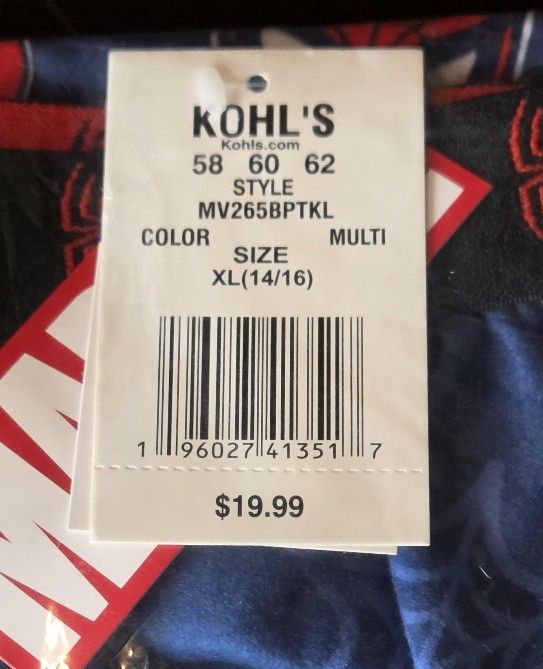 KOHL'S
Kohls.com
58 60 62
STYLE
MV265BPTKL
COLOR MULTI
SIZE
XL(14/16)
1 96027 41351 7
$19.99
MA